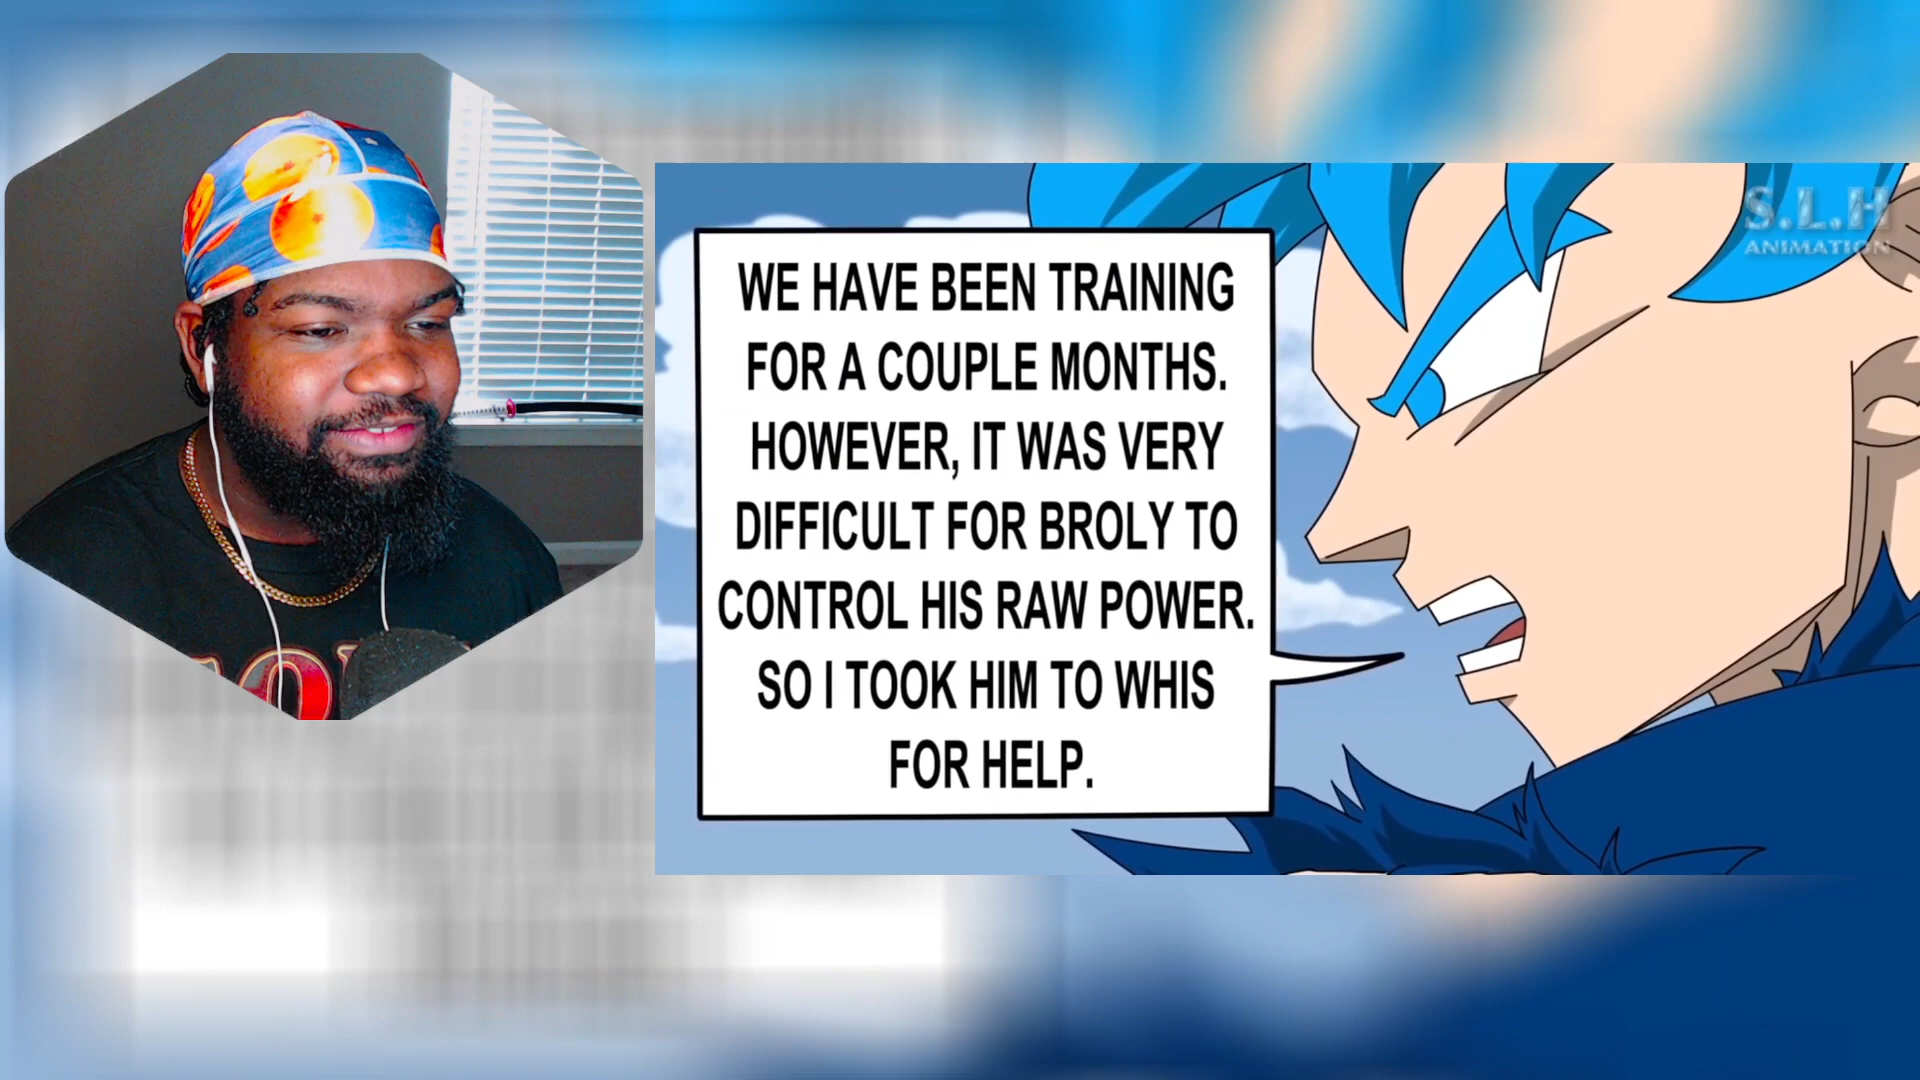 S.L.H
ANIMATION
WE HAVE BEEN TRAINING
FOR A COUPLE MONTHS.
HOWEVER, IT WAS VERY
DIFFICULT FOR BROLY TO
CONTROL HIS RAW POWER.
SO I TOOK HIM TO WHIS
FOR HELP.